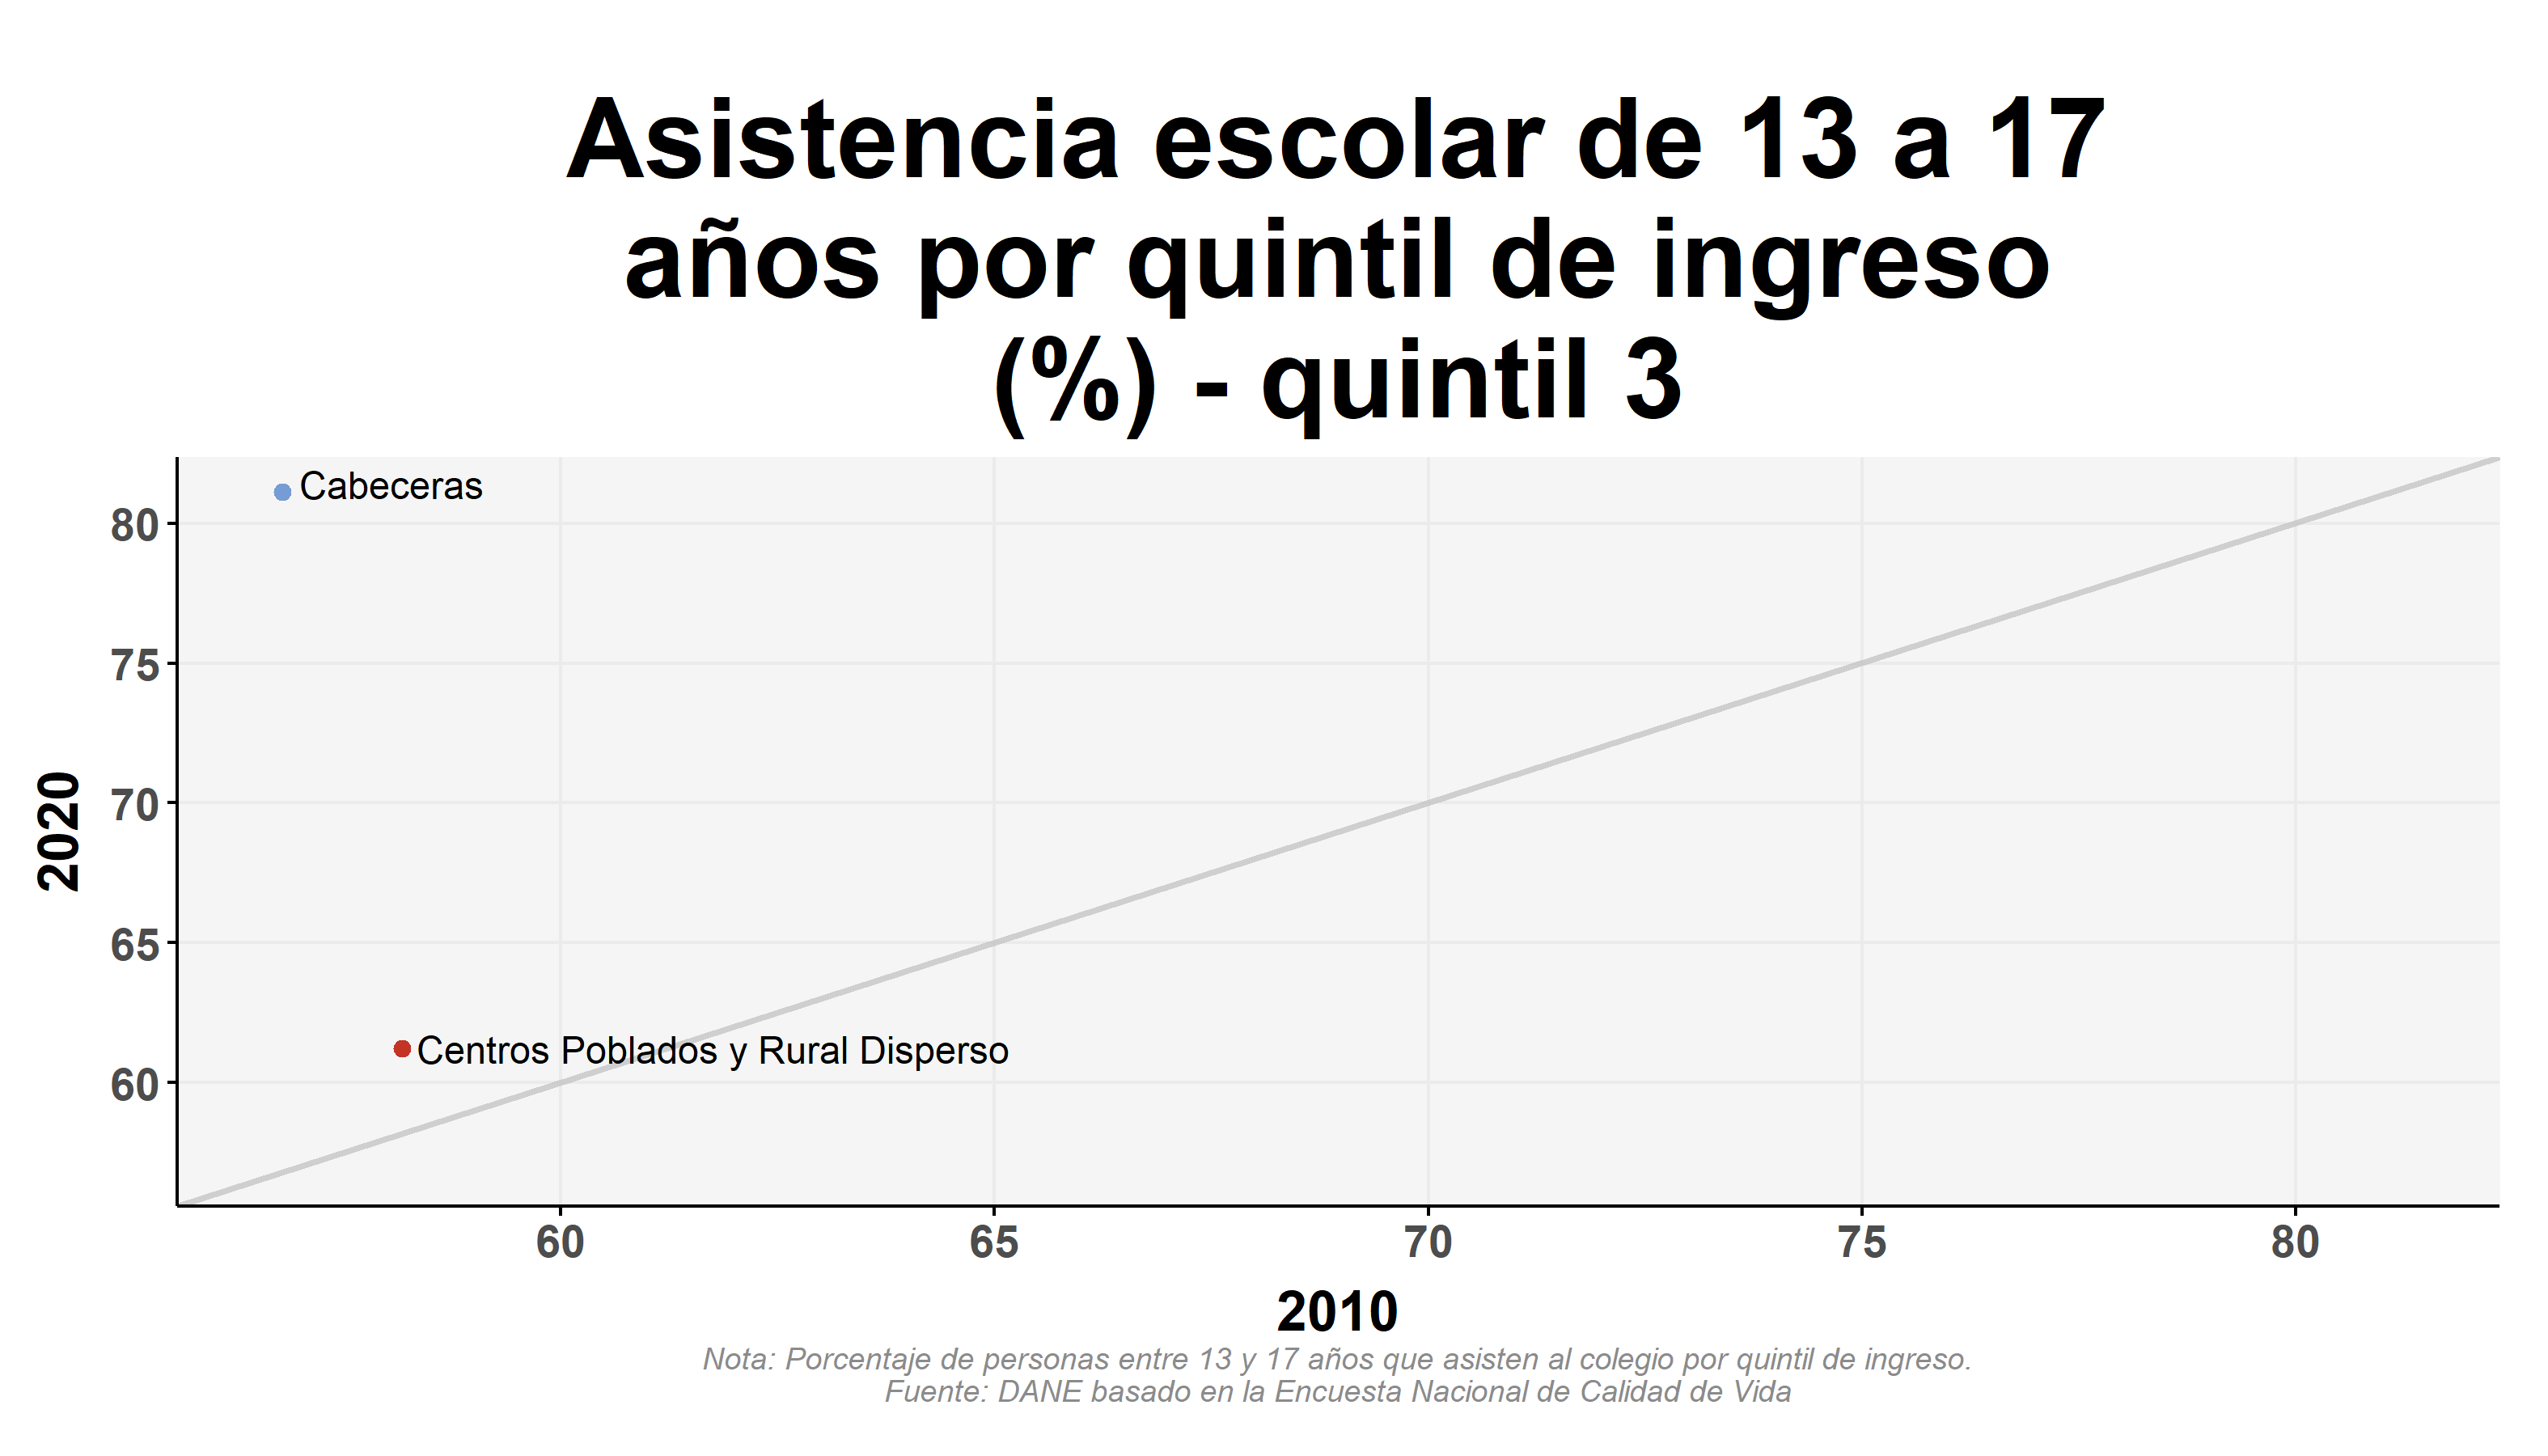 Asistencia escolar de 13 a 17
años por quintil de ingreso
(%) - quintil 3
Cabeceras
80
75
70
65
60
2020
Centros Poblados y Rural Disperso
60 65 70 75 80
2010
Nota: Porcentaje de personas entre 13 y 17 años que asisten al colegio por quintil de ingreso.
Fuente: DANE basado en la Encuesta Nacional de Calidad de Vida